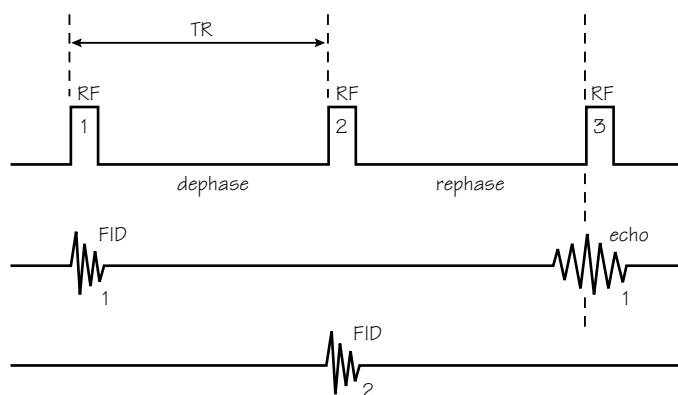 TR
RF RF RF
1 2 3
dephase rephase
FID echo
1 1
FID
2